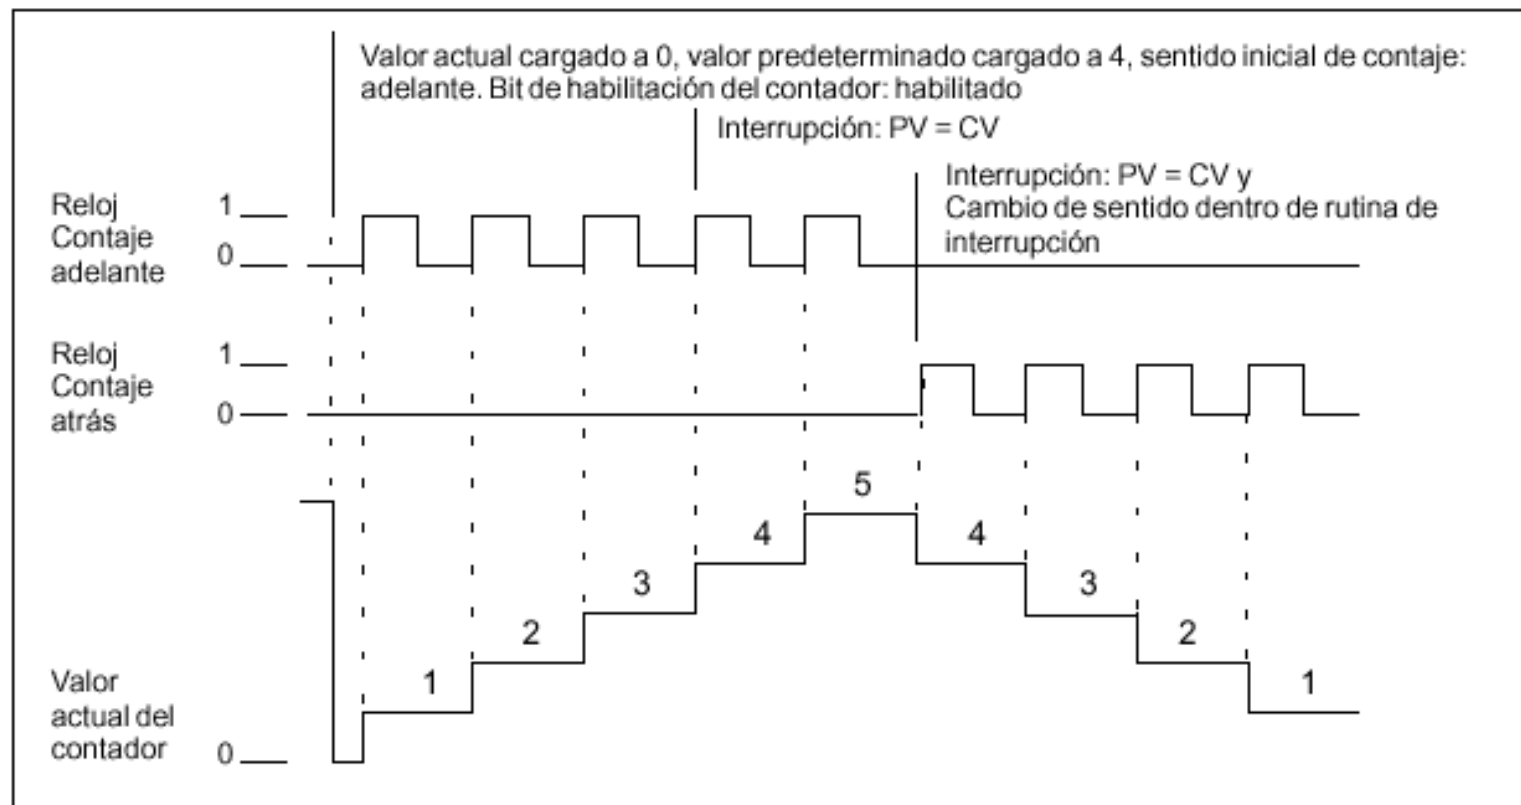 Valor actual cargado a 0, valor predeterminado cargado a 4, sentido inicial de contaje:
adelante. Bit de habilitación del contador: habilitado
Interrupción: PV = CV
Interrupción: PV = CV y
Cambio de sentido dentro de rutina de
interrupción
Reloj
Contaje
adelante
1
0
Reloj
Contaje
atrás
1
0
5
4
4
3
3
2
2
1
1
Valor
actual del
contador
0